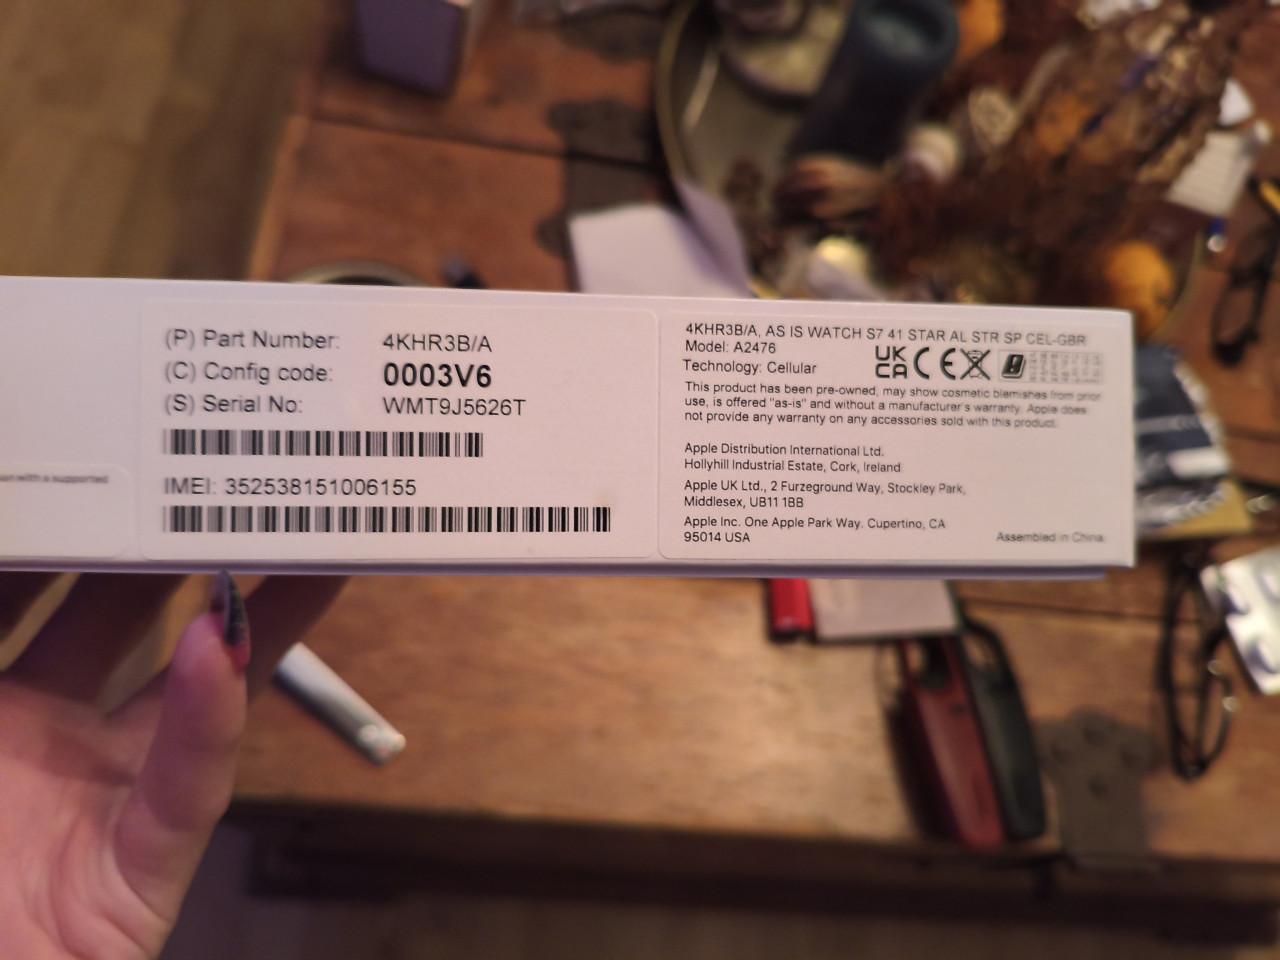 (P) Part Number: 4KHR3B/A
(C) Config code: 0003V6
(S) Serial No: WMT9J5626T
IMEI: 352538151006155
with a supported
4KHR3B/A, AS IS WATCH S7 41 STAR AL STR SP CEL-GBR
Model: A2476
Technology: Cellular
UK
CA CE
This product has been pre-owned, may show cosmetic blemishes from prior
use, is offered "as-is" and without a manufacturer's warranty. Apple does
not provide any warranty on any accessories sold with this product.
Apple Distribution International Ltd.
Hollyhill Industrial Estate, Cork, Ireland
Apple UK Ltd., 2 Furzeground Way, Stockley Park,
Middlesex, UB11 1BB
Apple Inc. One Apple Park Way. Cupertino, CA
95014 USA
Assembled in China.